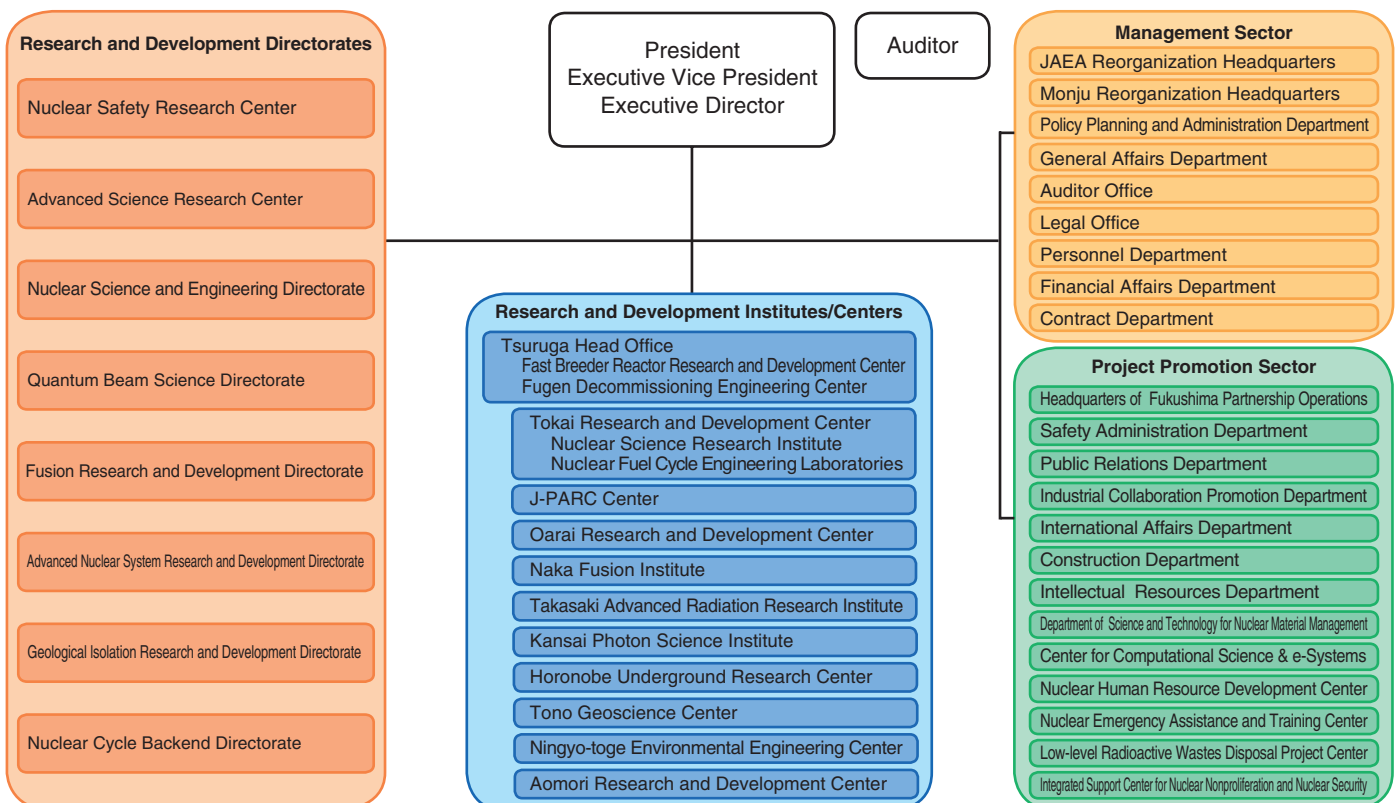 Research and Development Directorates
Nuclear Safety Research Center
Advanced Science Research Center
Nuclear Science and Engineering Directorate
Quantum Beam Science Directorate
Fusion Research and Development Directorate
Advanced Nuclear System Research and Development Directorate
Geological Isolation Research and Development Directorate
Nuclear Cycle Backend Directorate
President
Executive Vice President
Executive Director
Auditor
Research and Development Institutes/Centers
Tsuruga Head Office
Fast Breeder Reactor Research and Development Center
Fugen Decommissioning Engineering Center
Tokai Research and Development Center
Nuclear Science Research Institute
Nuclear Fuel Cycle Engineering Laboratories
J-PARC Center
Oarai Research and Development Center
Naka Fusion Institute
Takasaki Advanced Radiation Research Institute
Kansai Photon Science Institute
Horonobe Underground Research Center
Tono Geoscience Center
Ningyo-toge Environmental Engineering Center
Aomori Research and Development Center
Management Sector
JAEA Reorganization Headquarters
Monju Reorganization Headquarters
Policy Planning and Administration Department
General Affairs Department
Auditor Office
Legal Office
Personnel Department
Financial Affairs Department
Contract Department
Project Promotion Sector
Headquarters of Fukushima Partnership Operations
Safety Administration Department
Public Relations Department
Industrial Collaboration Promotion Department
International Affairs Department
Construction Department
Intellectual Resources Department
Department of Science and Technology for Nuclear Material Management
Center for Computational Science & e-Systems
Nuclear Human Resource Development Center
Nuclear Emergency Assistance and Training Center
Low-level Radioactive Wastes Disposal Project Center
Integrated Support Center for Nuclear Nonproliferation and Nuclear Security